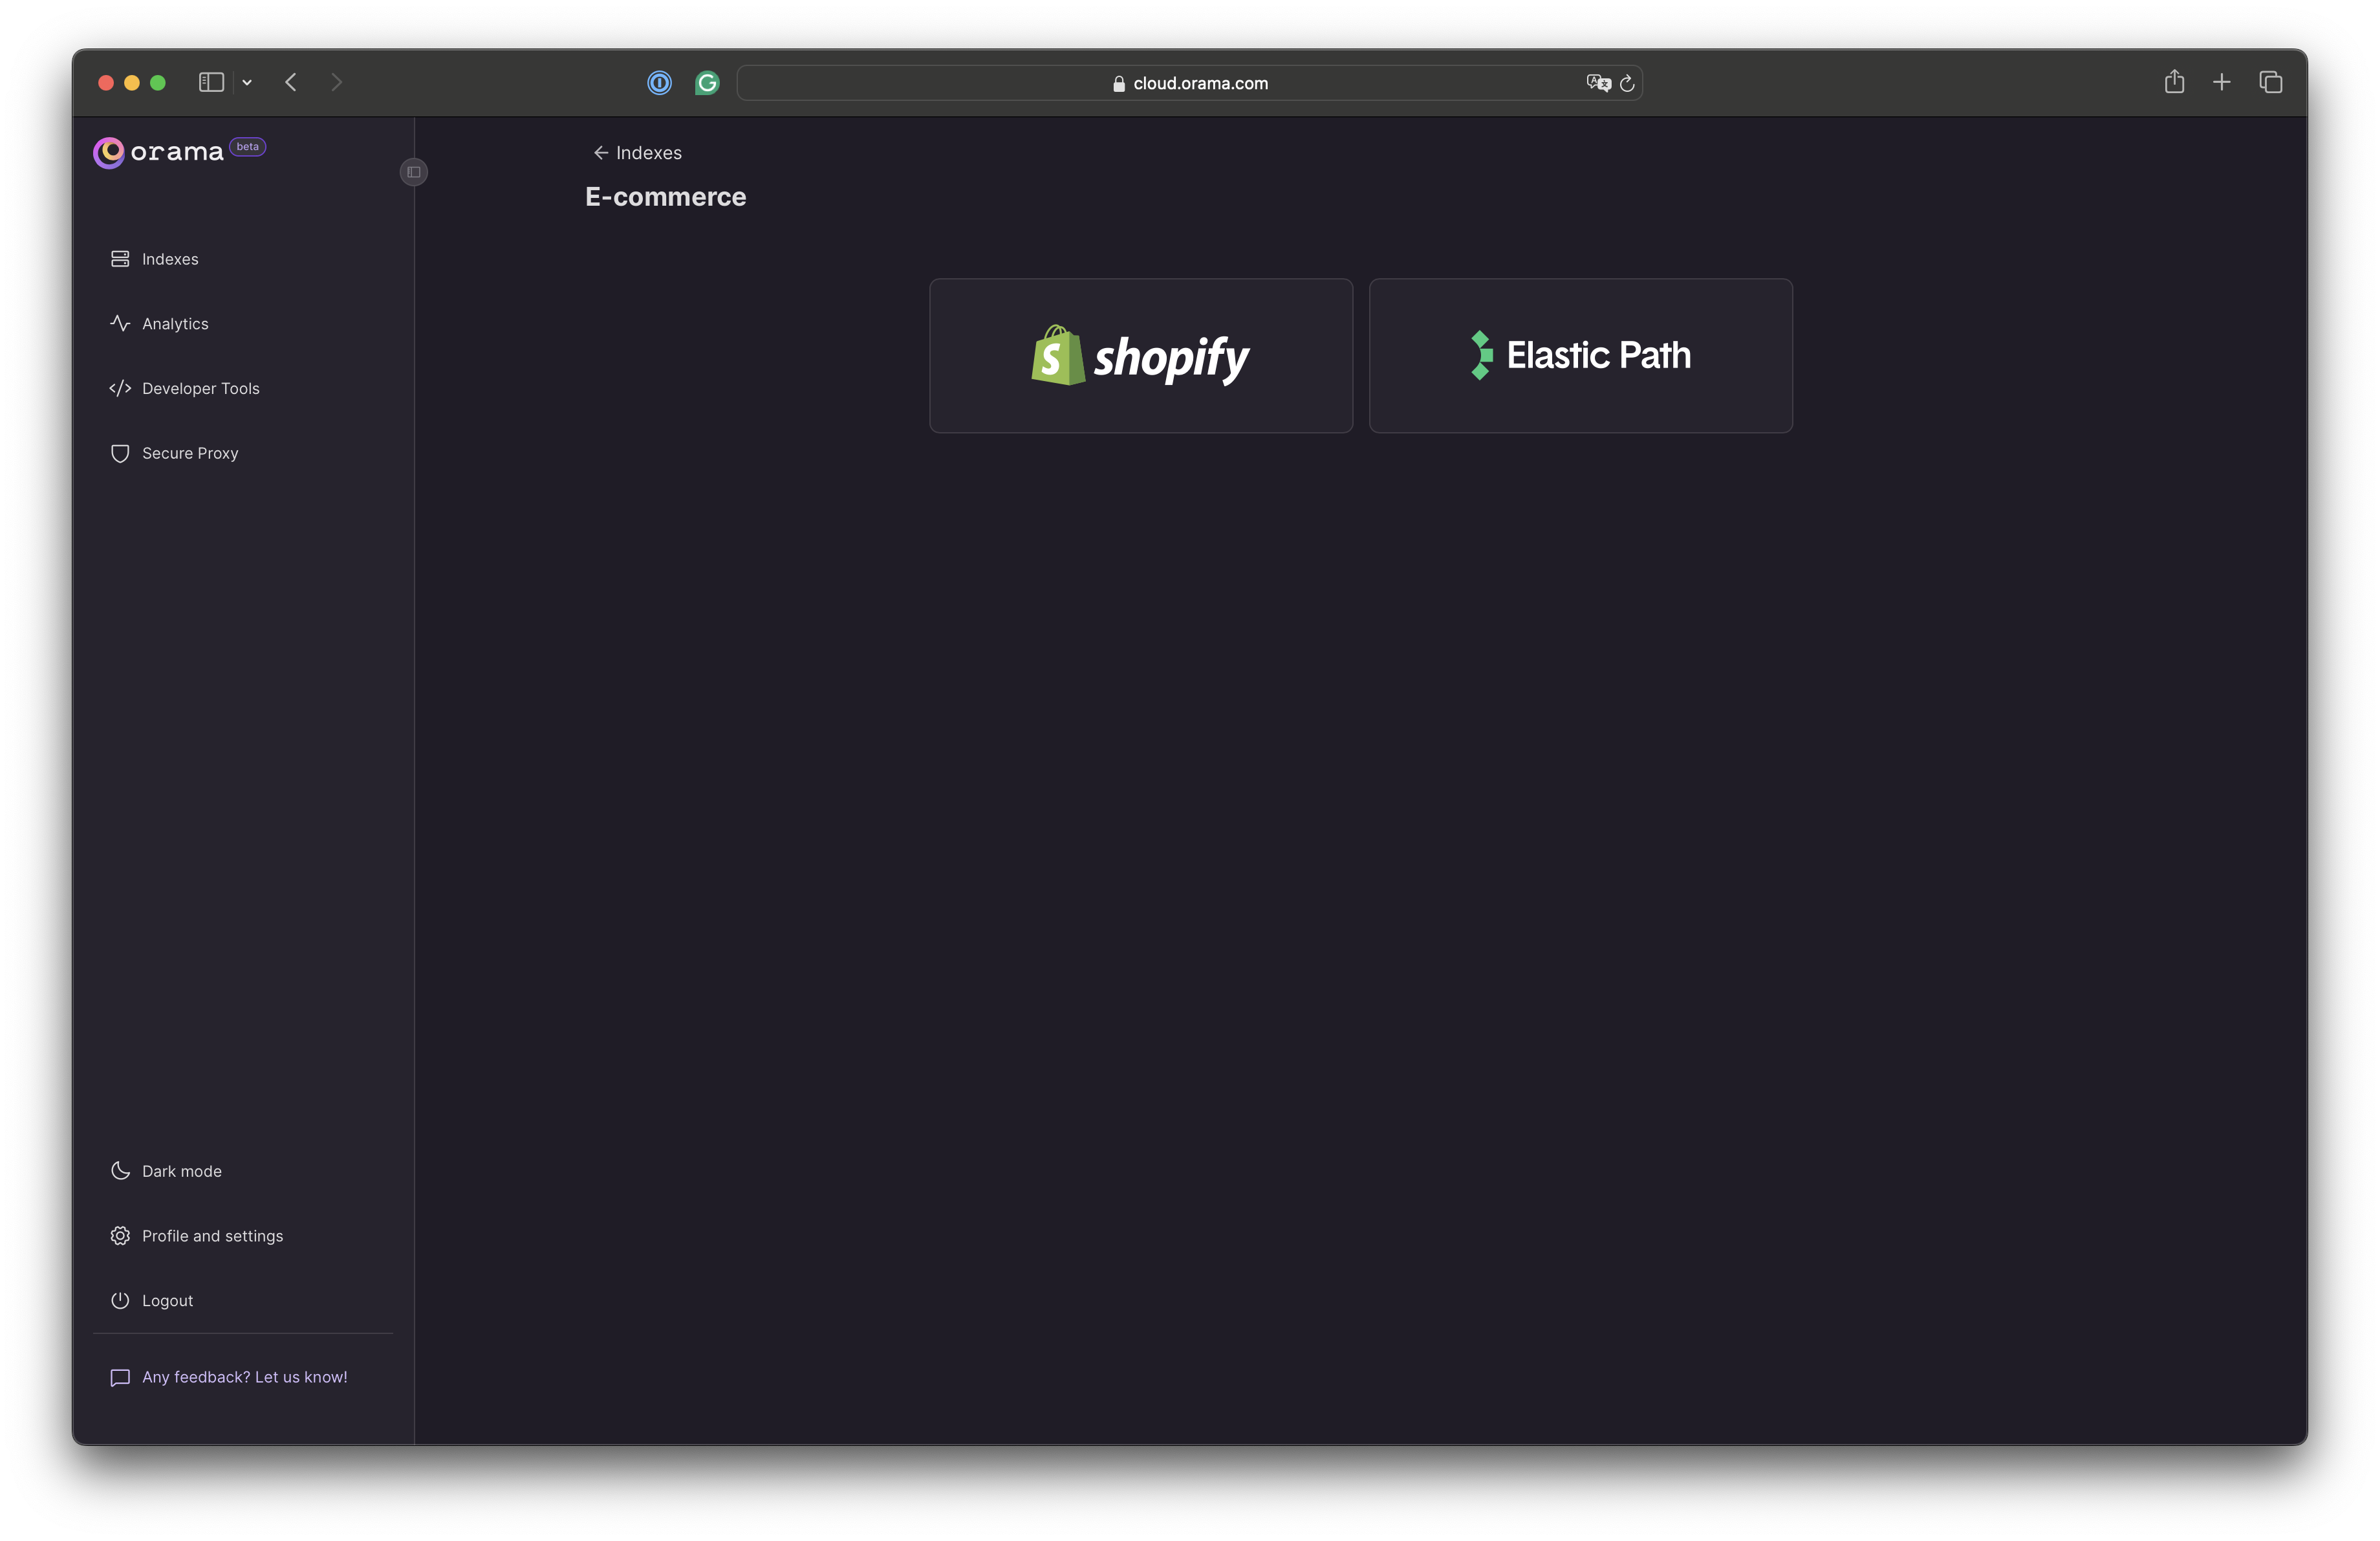 cloud.orama.com
orama beta
Indexes
Analytics
Developer Tools
Secure Proxy
Dark mode
Profile and settings
Logout
Any feedback? Let us know!
← Indexes
E-commerce
shopify
Elastic Path